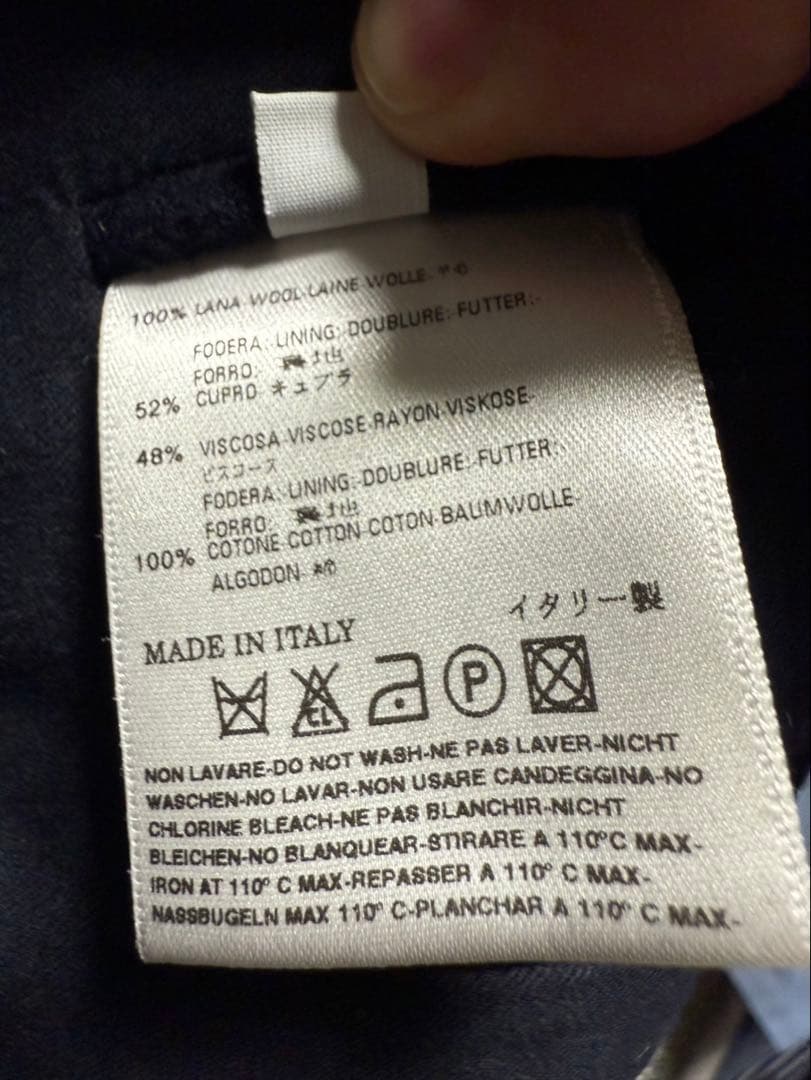 100% LANA-WOOL-LAINE-WOLLE-
FODERA:-LINING:-DOUBLURE:-FUTTER:-
FORRO:
52% CUPRO キュプラ
48% VISCOSA-VISCOSE-RAYON-VISKOSE-
ビスコース
FODERA:-LINING:-DOUBLURE:-FUTTER:-
FORRO:
100% COTONE-COTTON-COTON-BAUMWOLLE-
ALGODON 綿
イタリー製
MADE IN ITALY
CL P
NON LAVARE-DO NOT WASH-NE PAS LAVER-NICHT
WASCHEN-NO LAVAR-NON USARE CANDEGGINA-NO
CHLORINE BLEACH-NE PAS BLANCHIR-NICHT
BLEICHEN-NO BLANQUEAR-STIRARE A 110°C MAX-
IRON AT 110° C MAX-REPASSER A 110° C MAX-
NASSBUGELN MAX 110° C-PLANCHAR A 110° C MAX-